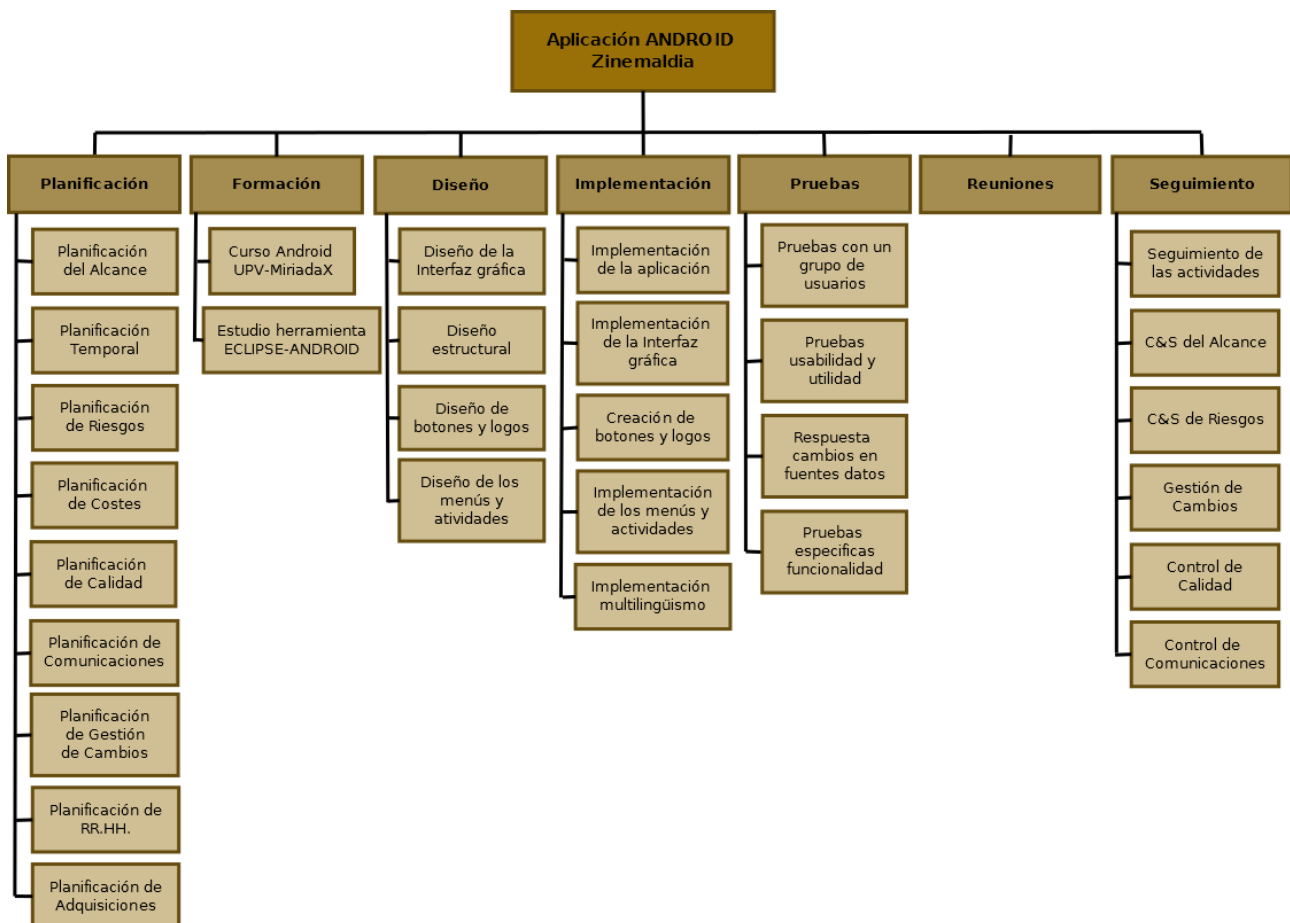 Aplicación ANDROID
Zinemaldia
Planificación
Planificación
del Alcance
Planificación
Temporal
Planificación
de Riesgos
Planificación
de Costes
Planificación
de Calidad
Planificación de
Comunicaciones
Planificación
de Gestión
de Cambios
Planificación de
RR.HH.
Planificación de
Adquisiciones
Formación
Curso Android
UPV-MiriadaX
Estudio herramienta
ECLIPSE-ANDROID
Diseño
Diseño de la
Interfaz gráfica
Diseño
estructural
Diseño de
botones y logos
Diseño de los
menús y
atividades
Implementación
Implementación
de la aplicación
Implementación
de la Interfaz
gráfica
Creación de
botones y logos
Implementación
de los menús y
actividades
Implementación
multilingüismo
Pruebas
Pruebas con un
grupo de
usuarios
Pruebas
usabilidad y
utilidad
Respuesta
cambios en
fuentes datos
Pruebas
especificas
funcionalidad
Reuniones
Seguimiento
Seguimiento de
las actividades
C&S del Alcance
C&S de Riesgos
Gestión de
Cambios
Control de
Calidad
Control de
Comunicaciones